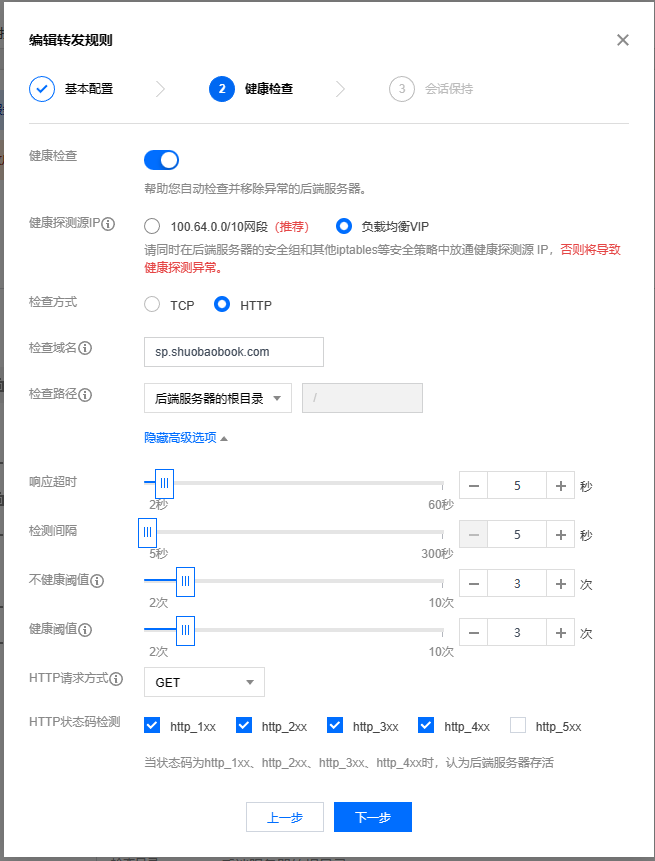 编辑转发规则
基本配置
2 健康检查
3 会话保持
健康检查
帮助您自动检查并移除异常的后端服务器。
健康探测源IP 100.64.0.0/10网段（推荐） 负载均衡VIP
请同时在后端服务器的安全组和其他iptables等安全策略中放通健康探测源 IP，否则将导致
健康探测异常。
检查方式 TCP HTTP
检查域名 sp.shuobaobook.com
检查路径 后端服务器的根目录 /
隐藏高级选项
响应超时 5 秒
2秒 60秒
检测间隔 5 秒
5秒 300秒
不健康阈值 3 次
2次 10次
健康阈值 3 次
2次 10次
HTTP请求方式 GET
HTTP状态码检测 http_1xx http_2xx http_3xx http_4xx http_5xx
当状态码为http_1xx、http_2xx、http_3xx、http_4xx时，认为后端服务器存活
上一步 下一步